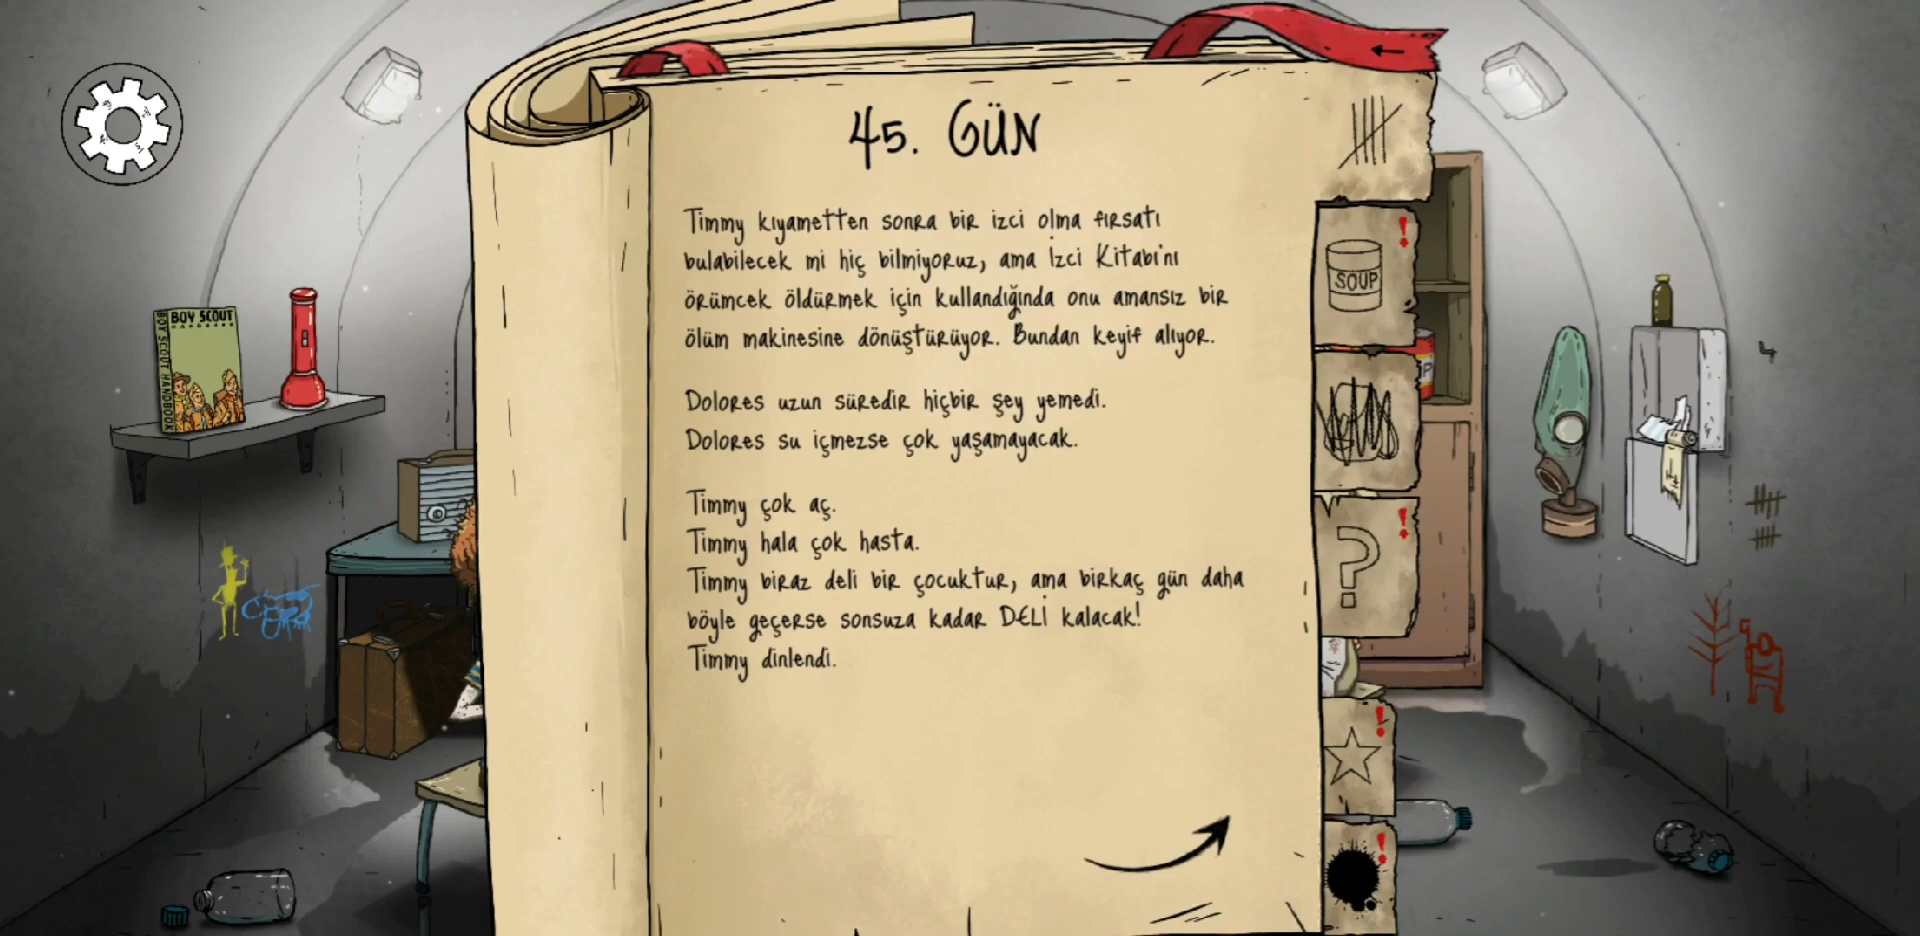 45. GÜN
Timmy kıyametten sonra bir izci olma fırsatı
bulabilecek mi hiç bilmiyoruz, ama İzci Kitabı'nı
örümcek öldürmek için kullandığında onu amansız bir
ölüm makinesine dönüştürüyor. Bundan keyif alıyor.
Dolores uzun süredir hiçbir şey yemedi.
Dolores su içmezse çok yaşamayacak.
Timmy çok aç.
Timmy hala çok hasta.
Timmy biraz deli bir çocuktur, ama birkaç gün daha
böyle geçerse sonsuza kadar DELİ kalacak!
Timmy dinlendi.
BOY SCOUT
BOY SCOUT HANDBOOK
SOUP
!
?
!
!
!